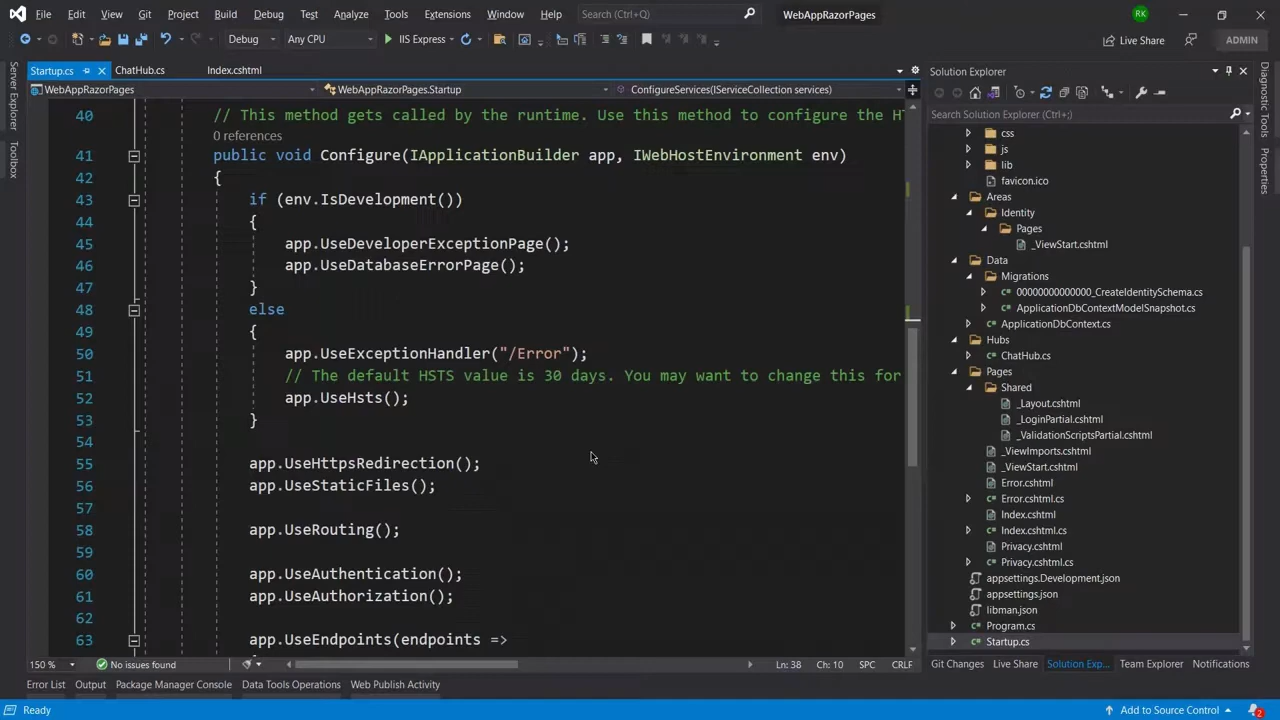 File Edit View Git Project Build Debug Test Analyze Tools Extensions Window Help Search (Ctrl+Q) WebAppRazorPages RK
Debug Any CPU IIS Express Live Share ADMIN
Startup.cs ChatHub.cs Index.cshtml
WebAppRazorPages WebAppRazorPages.Startup ConfigureServices(IServiceCollection services)
Server Explorer
Toolbox
40 // This method gets called by the runtime. Use this method to configure the H
0 references
41 public void Configure(IApplicationBuilder app, IWebHostEnvironment env)
42 {
43 if (env.IsDevelopment())
44 {
45 app.UseDeveloperExceptionPage();
46 app.UseDatabaseErrorPage();
47 }
48 else
49 {
50 app.UseExceptionHandler("/Error");
51 // The default HSTS value is 30 days. You may want to change this for
52 app.UseHsts();
53 }
54
55 app.UseHttpsRedirection();
56 app.UseStaticFiles();
57
58 app.UseRouting();
59
60 app.UseAuthentication();
61 app.UseAuthorization();
62
63 app.UseEndpoints(endpoints =>
150 % No issues found Ln: 38 Ch: 10 SPC CRLF
Solution Explorer
Search Solution Explorer (Ctrl+;)
css
js
lib
favicon.ico
Areas
Identity
Pages
_ViewStart.cshtml
Data
Migrations
00000000000000_CreateIdentitySchema.cs
ApplicationDbContextModelSnapshot.cs
ApplicationDbContext.cs
Hubs
ChatHub.cs
Pages
Shared
_Layout.cshtml
_LoginPartial.cshtml
_ValidationScriptsPartial.cshtml
_ViewImports.cshtml
_ViewStart.cshtml
Error.cshtml
Error.cshtml.cs
Index.cshtml
Index.cshtml.cs
Privacy.cshtml
Privacy.cshtml.cs
appsettings.Development.json
appsettings.json
libman.json
Program.cs
Startup.cs
Git Changes Live Share Solution Exp... Team Explorer Notifications
Diagnostic Tools
Properties
Error List Output Package Manager Console Data Tools Operations Web Publish Activity
Ready Add to Source Control 2